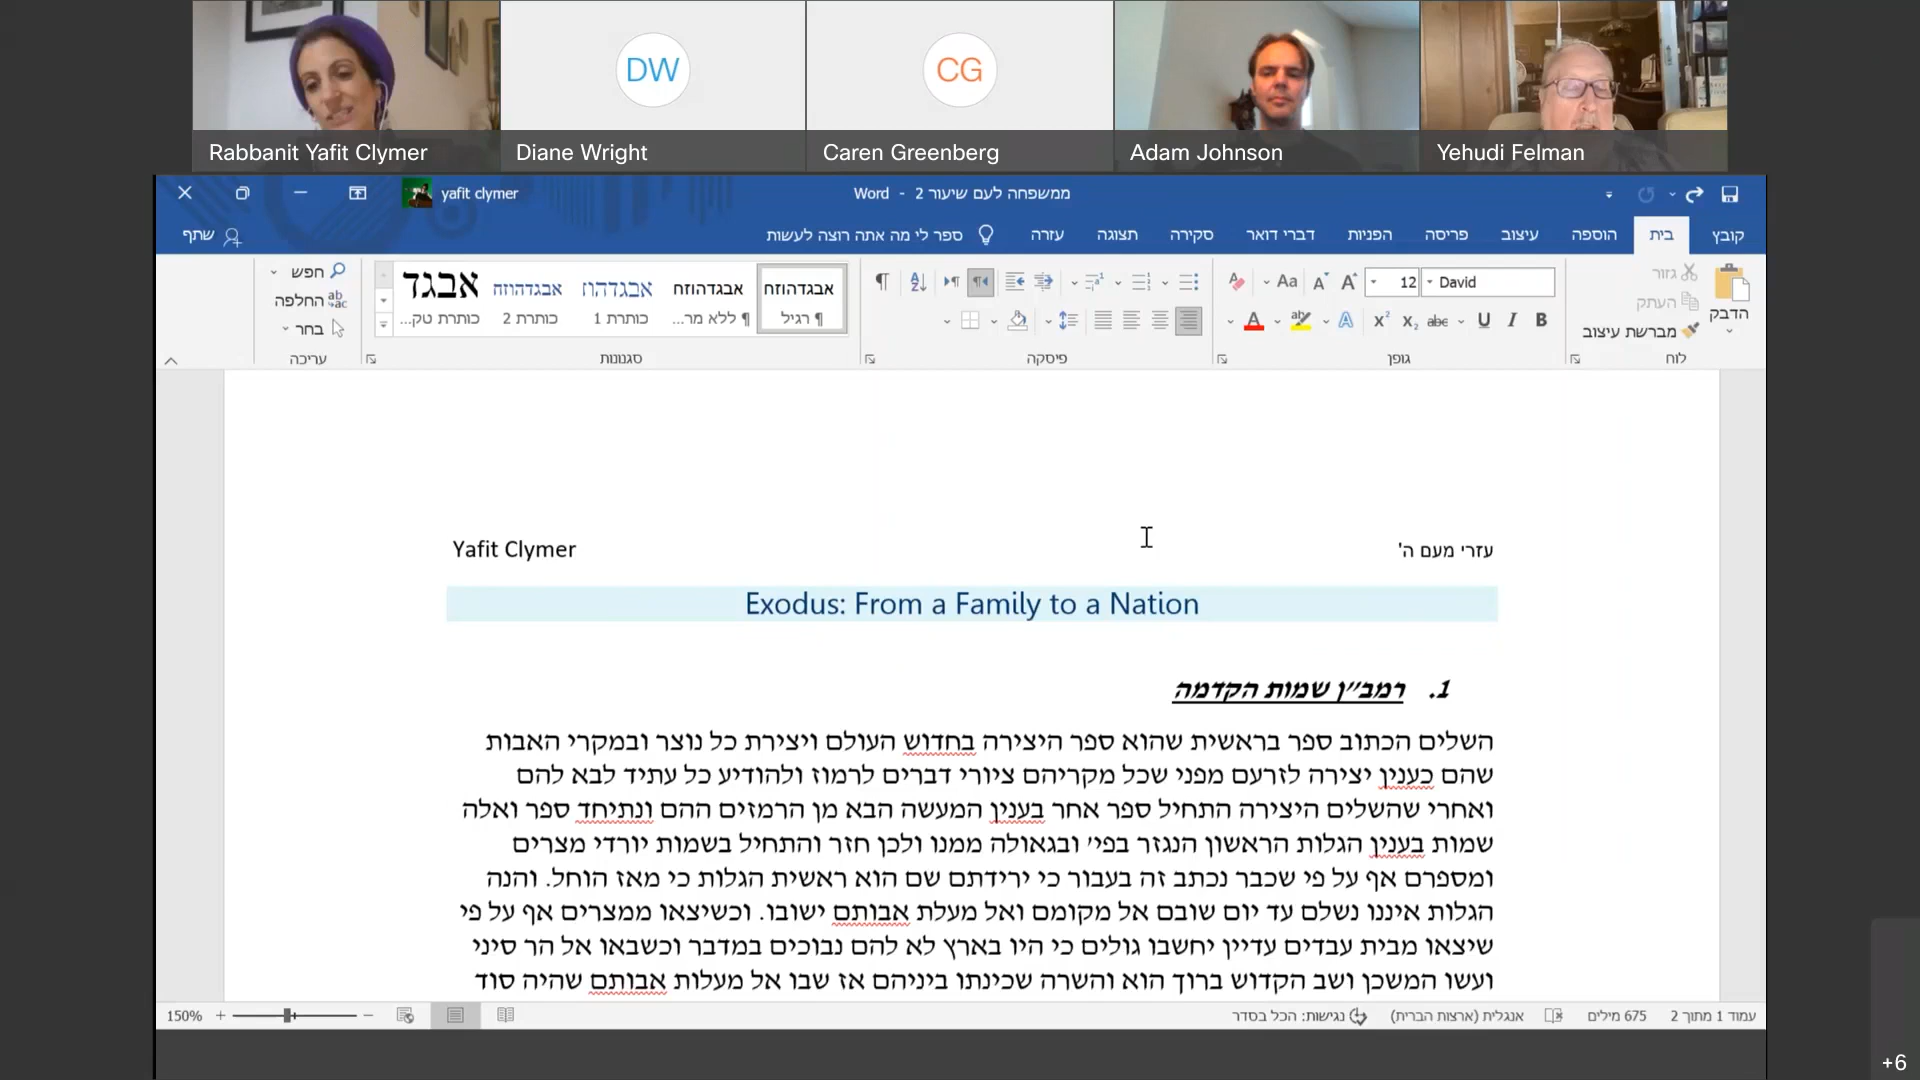 DW
CG
Rabbanit Yafit Clymer
Diane Wright
Caren Greenberg
Adam Johnson
Yehudi Felman
yafit clymer
ממשפחה לעם שיעור 2 - Word
קובץ
בית
הוספה
עיצוב
פריסה
הפניות
דברי דואר
סקירה
תצוגה
עזרה
ספר לי מה אתה רוצה לעשות
שתף
הדבק
גזור
העתק
מברשת עיצוב
לוח
David
12
Aa
B I U abc X₂ X² A
גופן
פיסקה
אבגדהוזח
¶ רגיל
אבגדהוזח
¶ ללא מר...
אבגדהוז
כותרת 1
אבגדהוזח
כותרת 2
אבגד
כותרת טק...
סגנונות
חפש
החלפה
בחר
עריכה
עזרי מעם ה'
Yafit Clymer
Exodus: From a Family to a Nation
1. רמב״ן שמות הקדמה
השלים הכתוב ספר בראשית שהוא ספר היצירה בחדוש העולם ויצירת כל נוצר ובמקרי האבות
שהם כענין יצירה לזרעם מפני שכל מקריהם ציורי דברים לרמוז ולהודיע כל עתיד לבא להם
ואחרי שהשלים היצירה התחיל ספר אחר בענין המעשה הבא מן הרמזים ההם ונתיחד ספר ואלה
שמות בענין הגלות הראשון הנגזר בפי׳ ובגאולה ממנו ולכן חזר והתחיל בשמות יורדי מצרים
ומספרם אף על פי שכבר נכתב זה בעבור כי ירידתם שם הוא ראשית הגלות כי מאז הוחל. והנה
הגלות איננו נשלם עד יום שובם אל מקומם ואל מעלת אבותם ישובו. וכשיצאו ממצרים אף על פי
שיצאו מבית עבדים עדיין יחשבו גולים כי היו בארץ לא להם נבוכים במדבר וכשבאו אל הר סיני
ועשו המשכן ושב הקדוש ברוך הוא והשרה שכינתו ביניהם אז שבו אל מעלות אבותם שהיה סוד
עמוד 1 מתוך 2
675 מילים
אנגלית (ארצות הברית)
נגישות: הכל בסדר
150%
+6